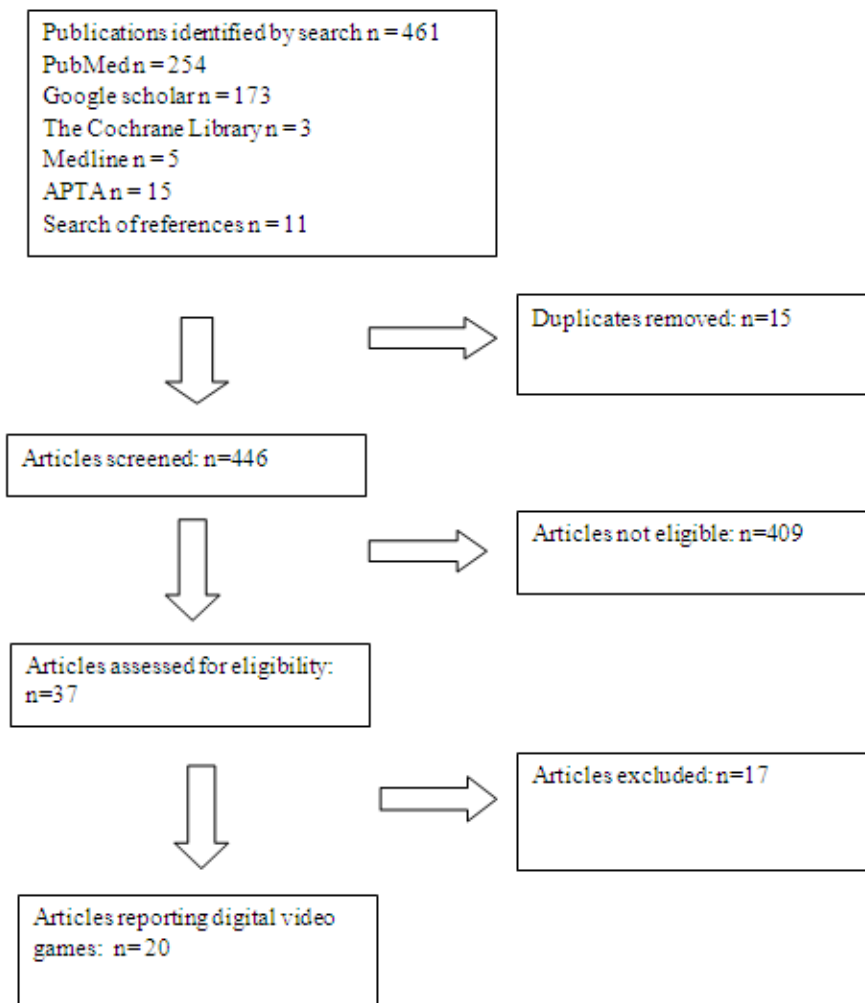 Publications identified by search n = 461
PubMed n = 254
Google scholar n = 173
The Cochrane Library n = 3
Medline n = 5
APTA n = 15
Search of references n = 11
Duplicates removed: n=15
Articles screened: n=446
Articles not eligible: n=409
Articles assessed for eligibility:
n=37
Articles excluded: n=17
Articles reporting digital video
games: n=20